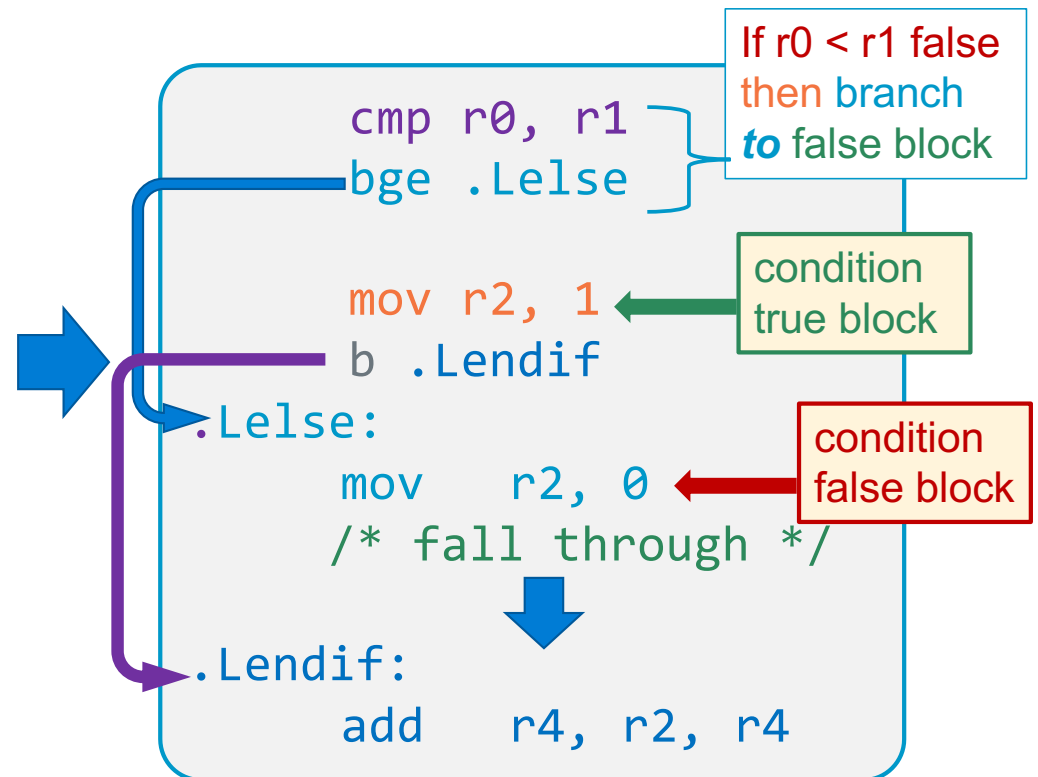 If r0 < r1 false
then branch
to false block
cmp r0, r1
bge .Lelse
condition
true block
mov r2, 1
b .Lendif
.Lelse:
condition
false block
mov r2, 0
/* fall through */
.Lendif:
add r4, r2, r4